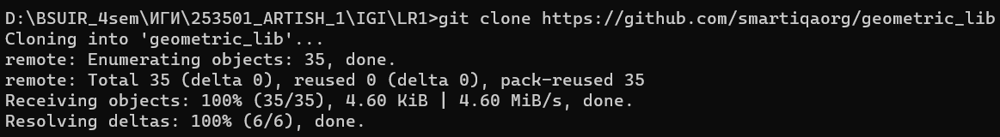 D:\BSUIR_4sem\ИГИ\253501_ARTISH_1\IGI\LR1>git clone https://github.com/smartiqaorg/geometric_lib
Cloning into 'geometric_lib'...
remote: Enumerating objects: 35, done.
remote: Total 35 (delta 0), reused 0 (delta 0), pack-reused 35
Receiving objects: 100% (35/35), 4.60 KiB | 4.60 MiB/s, done.
Resolving deltas: 100% (6/6), done.